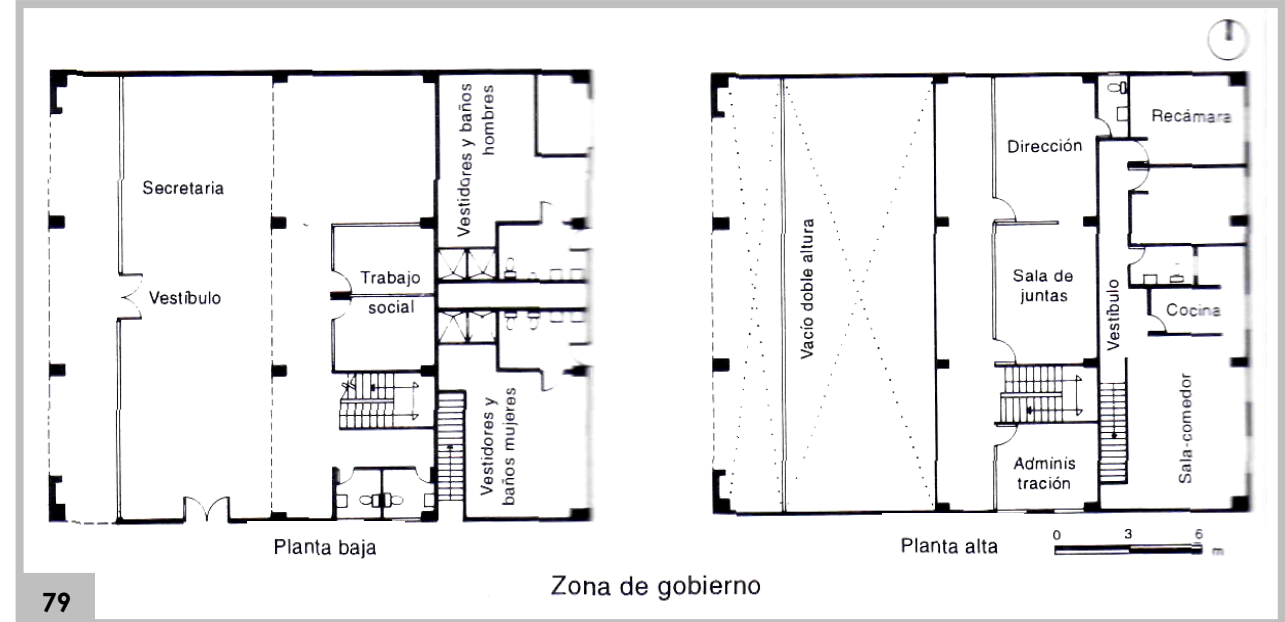 Secretaria
Vestíbulo
Trabajo
social
Vestidores y baños
hombres
Vestidores y
baños mujeres
Planta baja
Vacío doble altura
Dirección
Recámara
Sala de
juntas
Vestíbulo
Cocina
Sala-comedor
Adminis
tración
Planta alta
0 3 6
m
Zona de gobierno
79